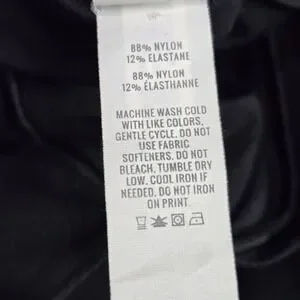 88% NYLON
12% ELASTANE
88% NYLON
12% ÉLASTHANNE
MACHINE WASH COLD
WITH LIKE COLORS,
GENTLE CYCLE. DO NOT
USE FABRIC
SOFTENERS. DO NOT
BLEACH, TUMBLE DRY
LOW. COOL IRON IF
NEEDED. DO NOT IRON
ON PRINT.